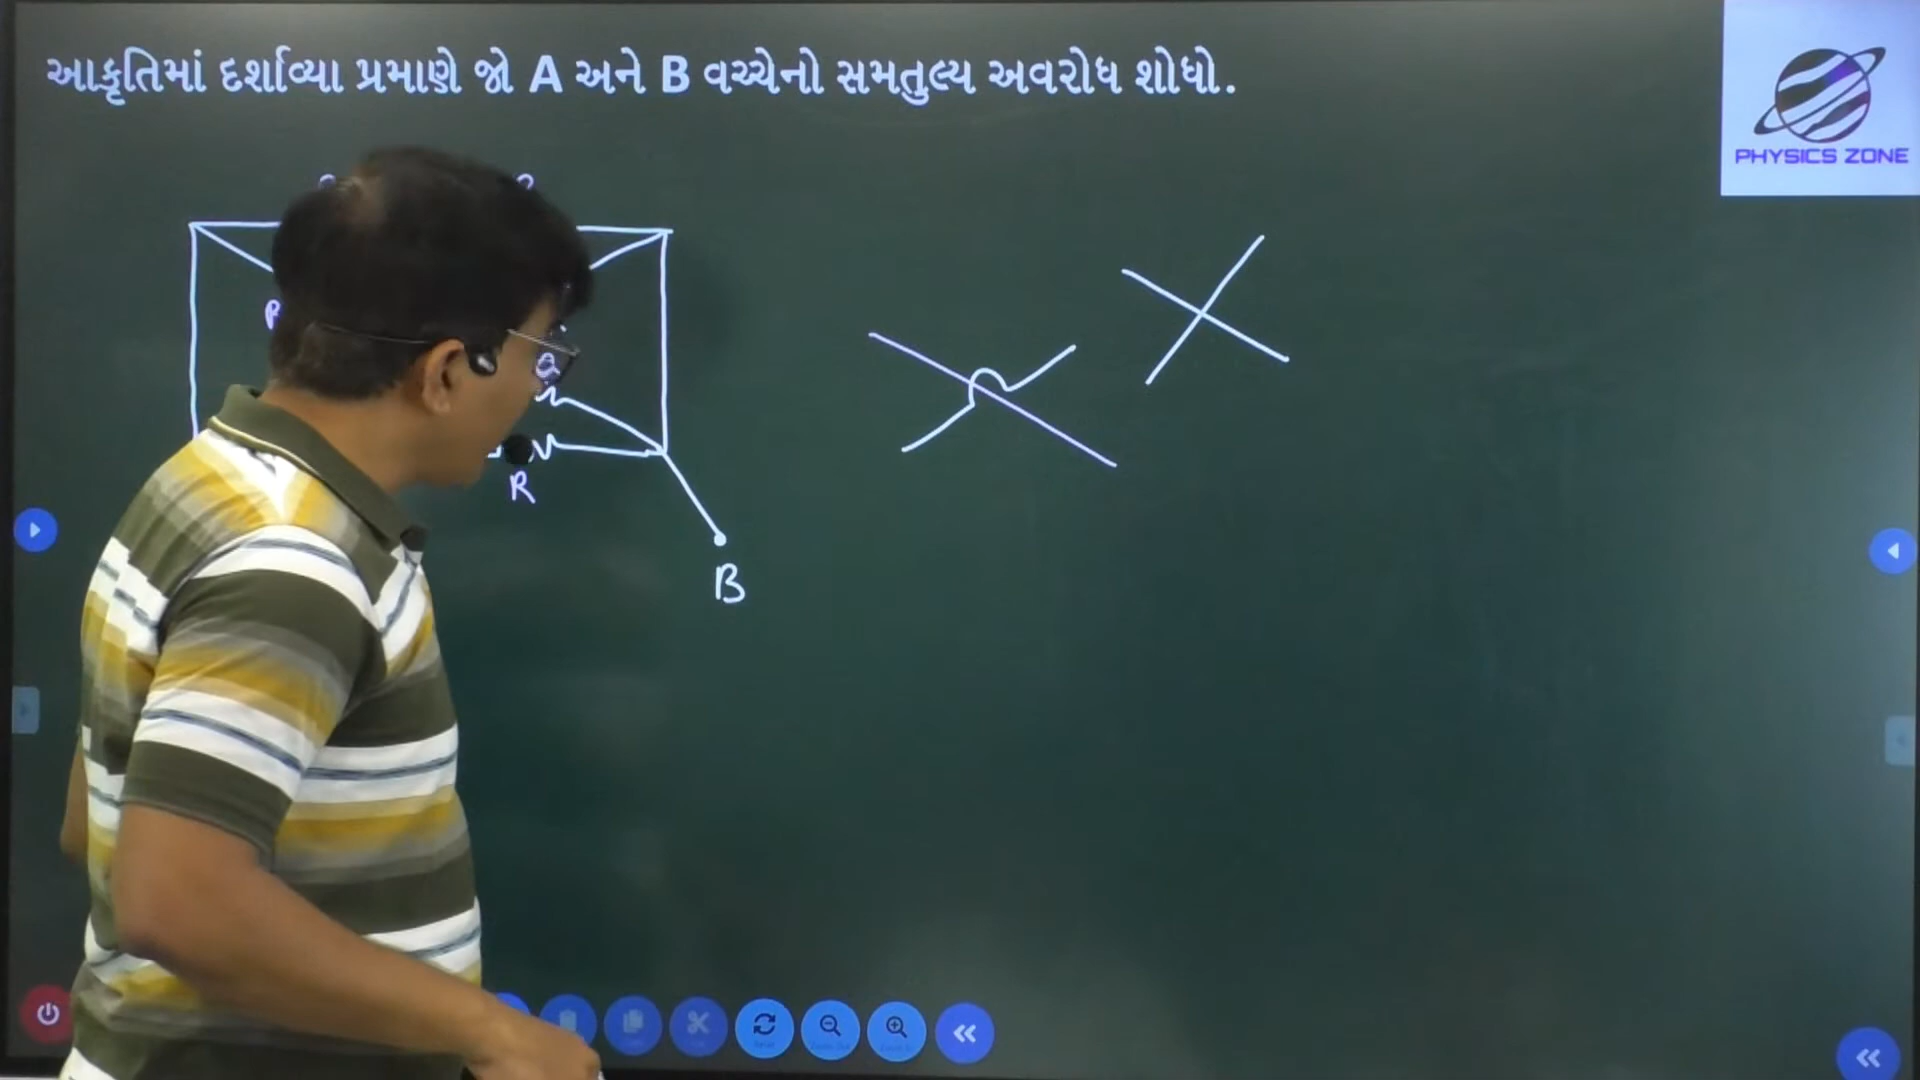 આકૃતિમાં દર્શાવ્યા પ્રમાણે જો A અને B વચ્ચેનો સમતુલ્ય અવરોધ શોધો.
PHYSICS ZONE
R
B